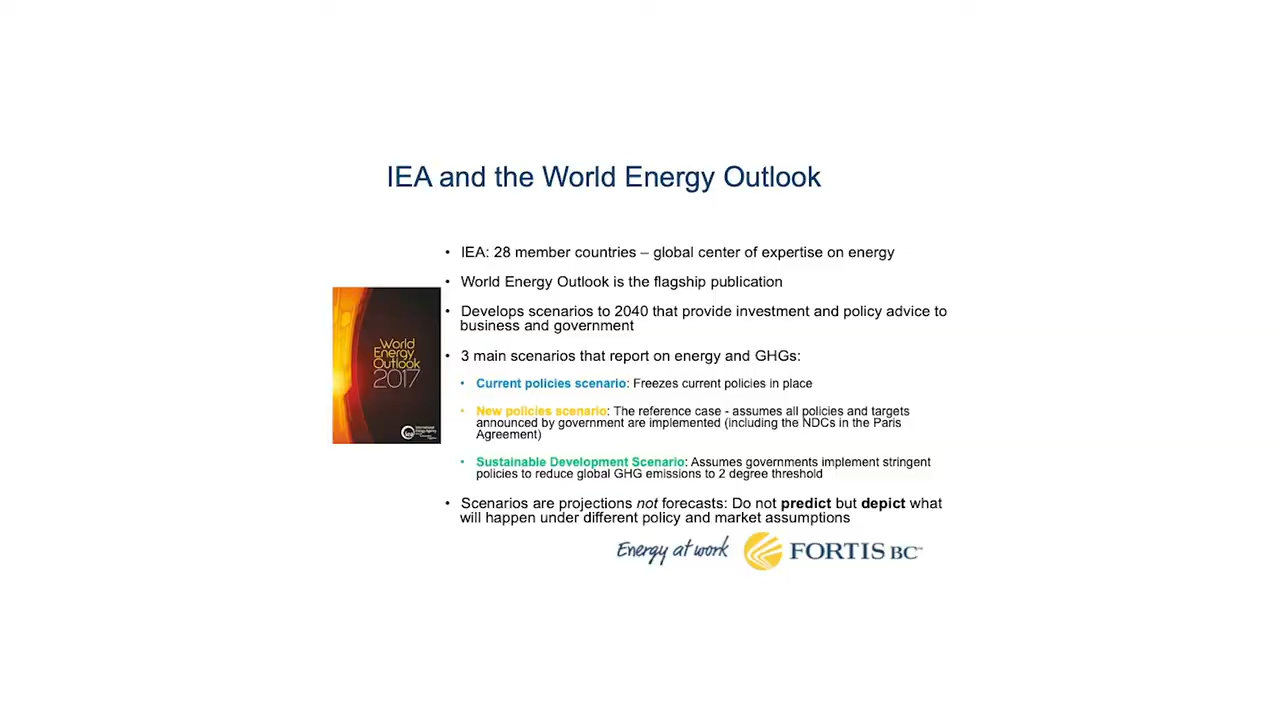 IEA and the World Energy Outlook
• IEA: 28 member countries – global center of expertise on energy
• World Energy Outlook is the flagship publication
• Develops scenarios to 2040 that provide investment and policy advice to
business and government
• 3 main scenarios that report on energy and GHGs:
• Current policies scenario: Freezes current policies in place
• New policies scenario: The reference case - assumes all policies and targets
announced by government are implemented (including the NDCs in the Paris
Agreement)
• Sustainable Development Scenario: Assumes governments implement stringent
policies to reduce global GHG emissions to 2 degree threshold
• Scenarios are projections not forecasts: Do not predict but depict what
will happen under different policy and market assumptions
World
Energy
Outlook
2017
iea
International
Energy Agency
Energy at work
FORTIS BC™